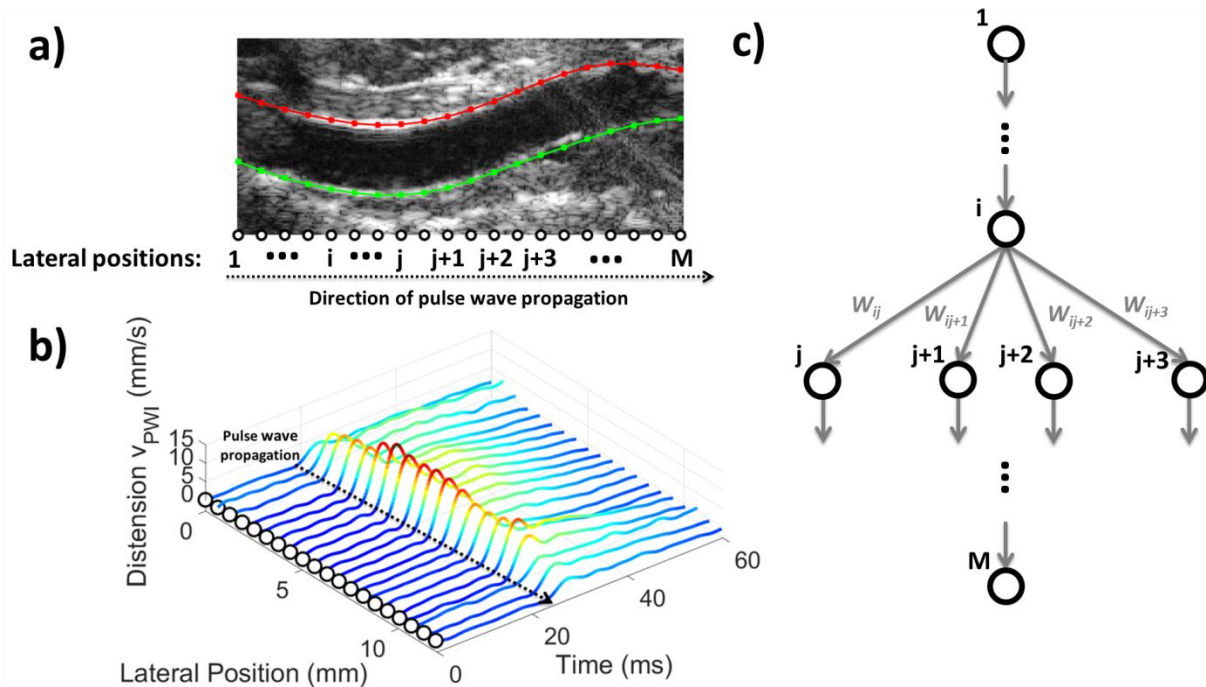 a)
Lateral positions: 1 ••• i ••• j j+1 j+2 j+3 ••• M
Direction of pulse wave propagation
b)
Distension v_PWI (mm/s)
15
10
5
0
Pulse wave
propagation
0
5
10
Lateral Position (mm)
0
20
40
60
Time (ms)
c)
1
i
W_ij W_ij+1 W_ij+2 W_ij+3
j j+1 j+2 j+3
M